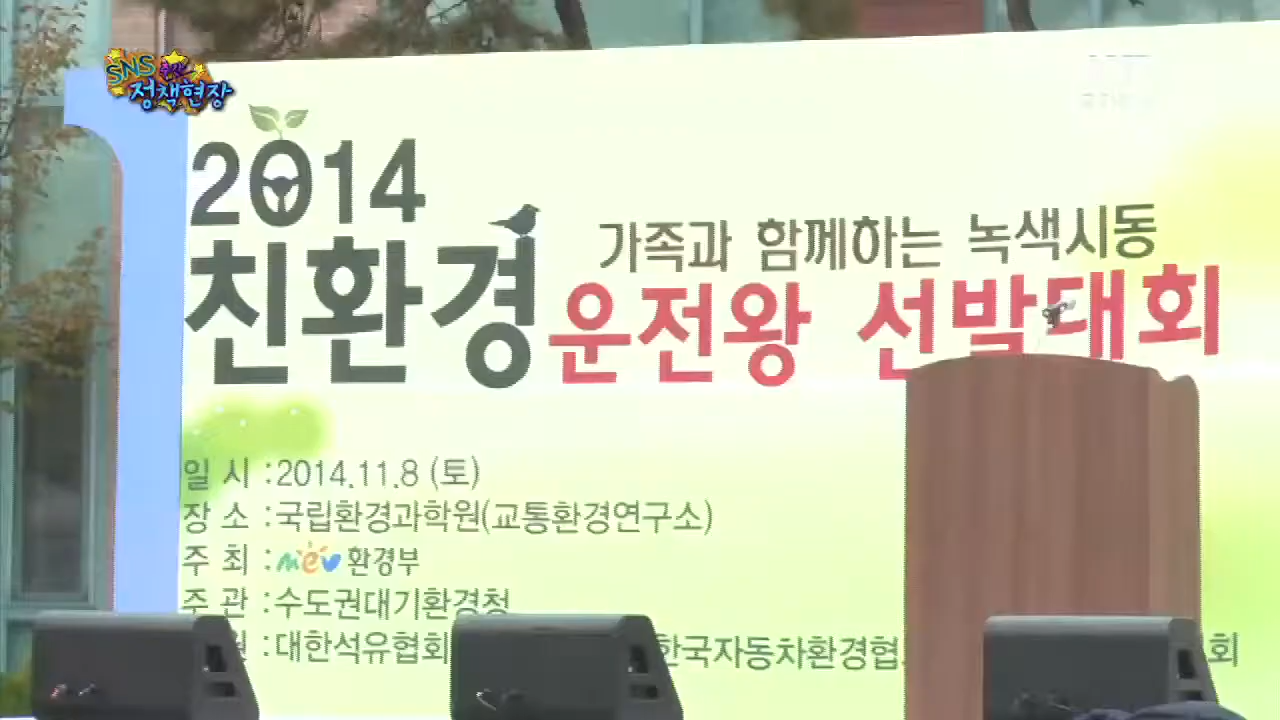 SNS 주간
정책현장
2014
친환경
가족과 함께하는 녹색시동
운전왕 선발대회
일 시 : 2014.11.8 (토)
장 소 : 국립환경과학원(교통환경연구소)
주 최 : mev 환경부
주 관 : 수도권대기환경청
원 : 대한석유협회 한국자동차환경협 회